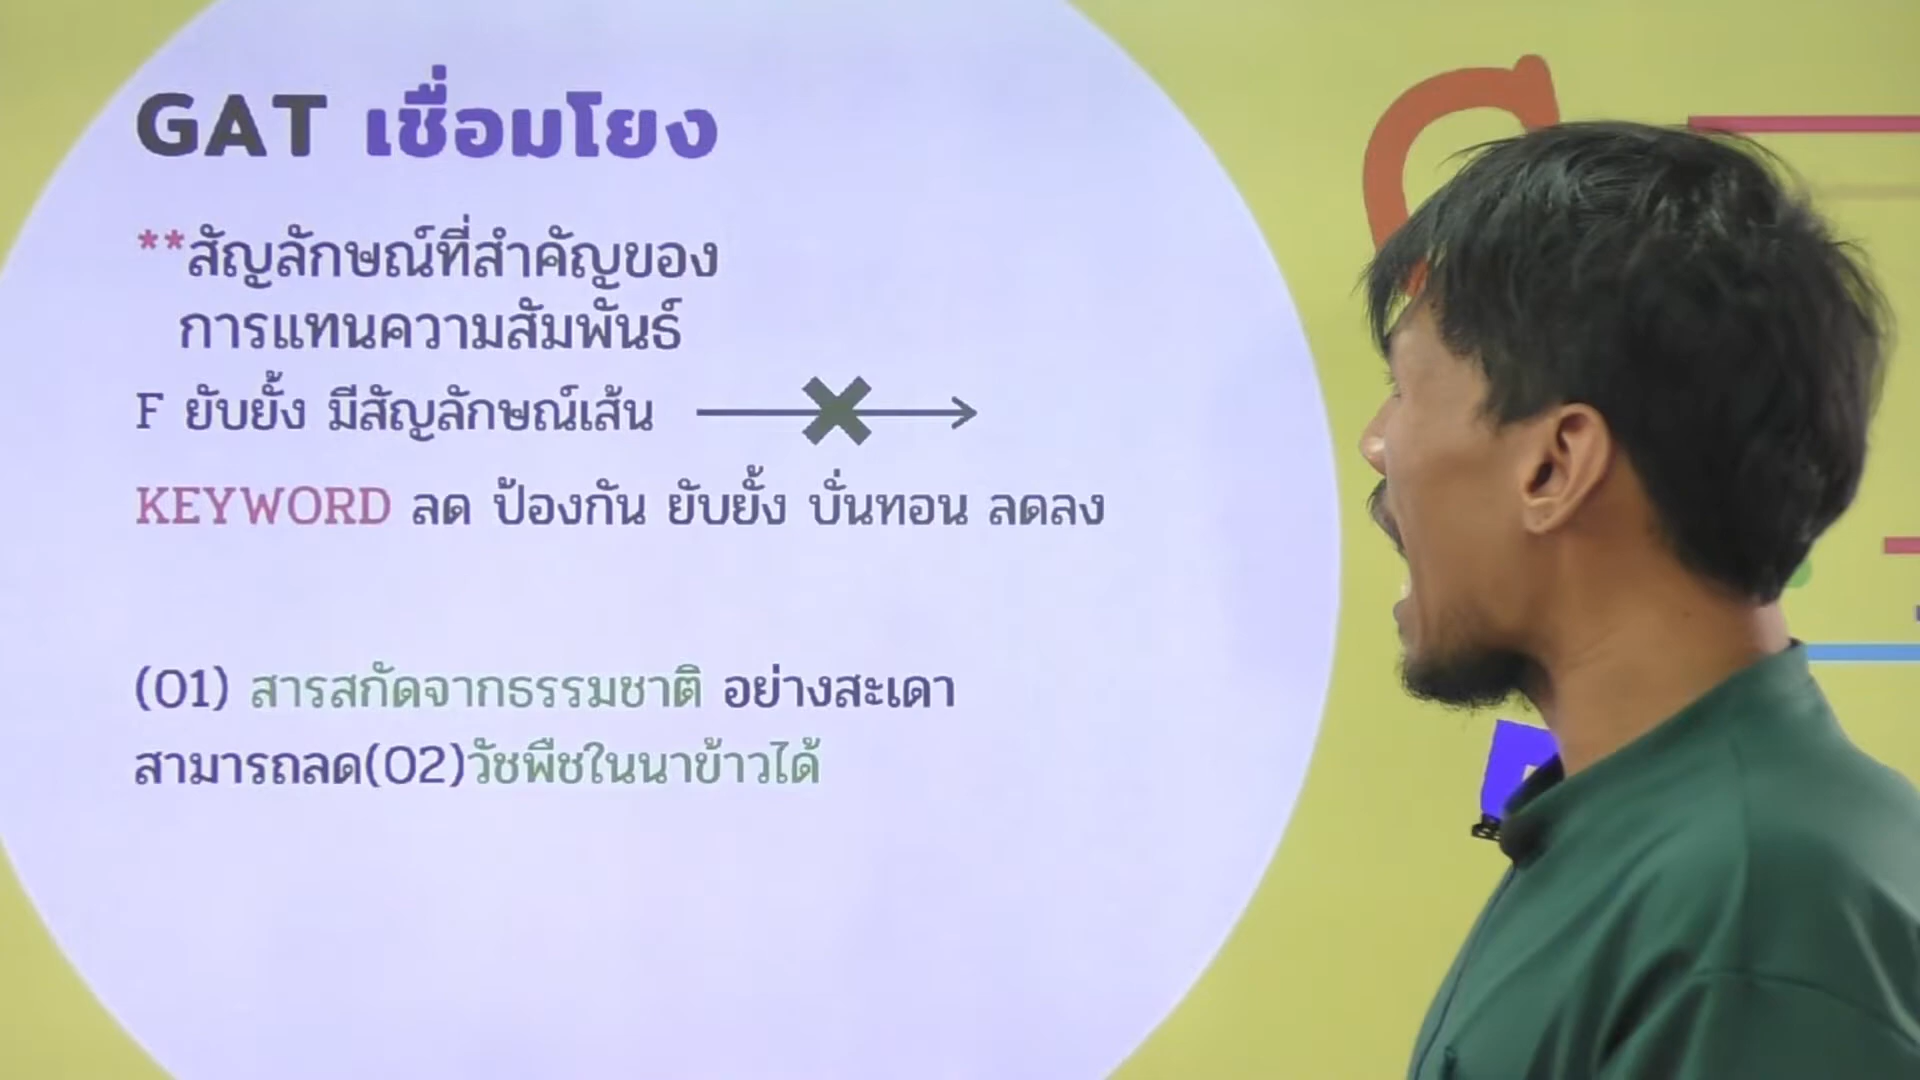 GAT เชื่อมโยง
**สัญลักษณ์ที่สำคัญของ
การแทนความสัมพันธ์
F ยับยั้ง มีสัญลักษณ์เส้น
KEYWORD ลด ป้องกัน ยับยั้ง บั่นทอน ลดลง
(01) สารสกัดจากธรรมชาติ อย่างสะเดา
สามารถลด(02)วัชพืชในนาข้าวได้